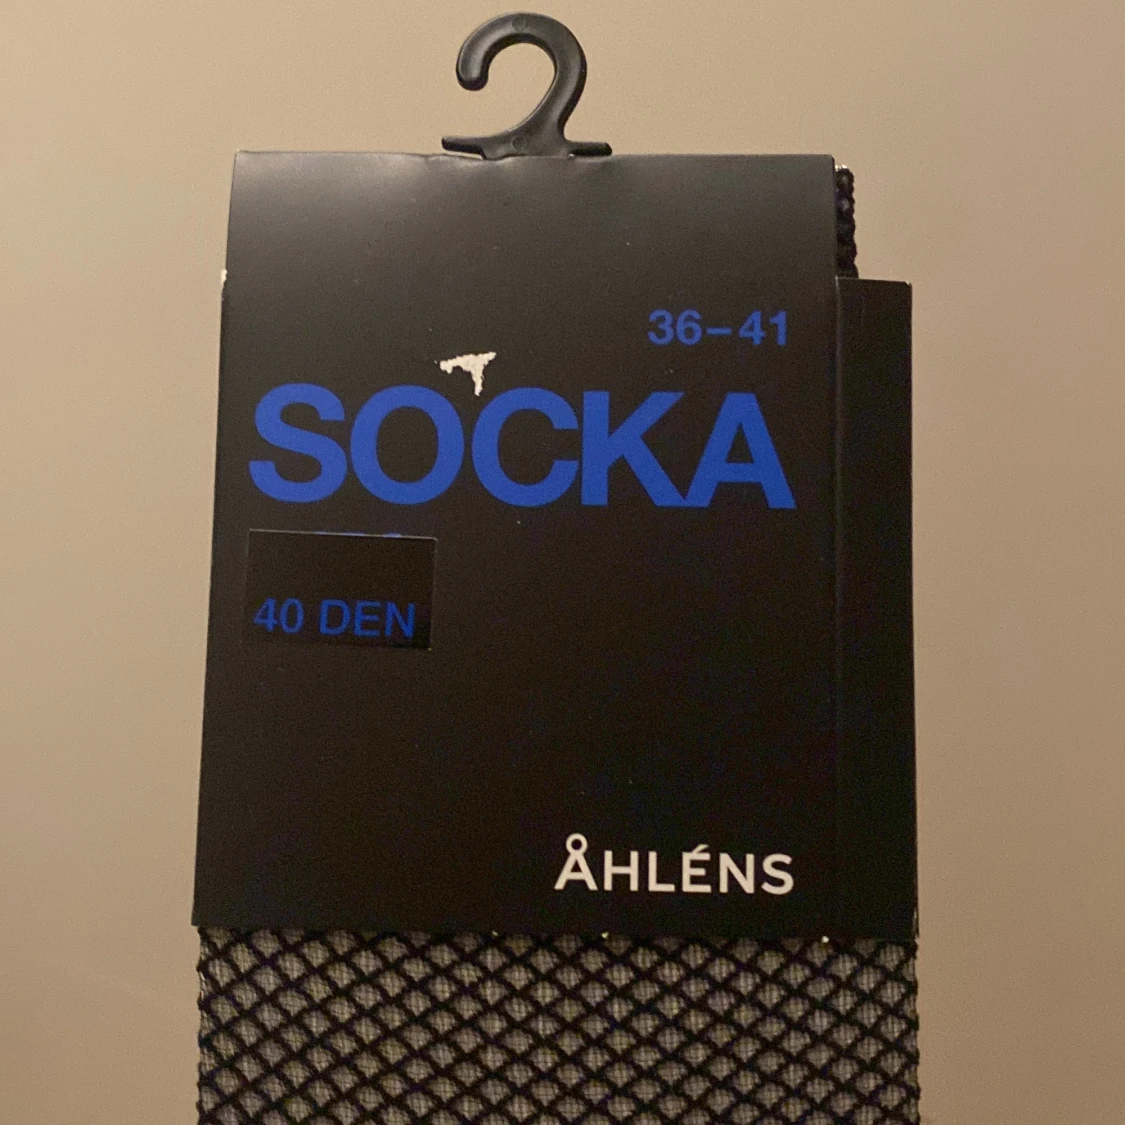 36–41
SOCKA
40 DEN
ÅHLÉNS